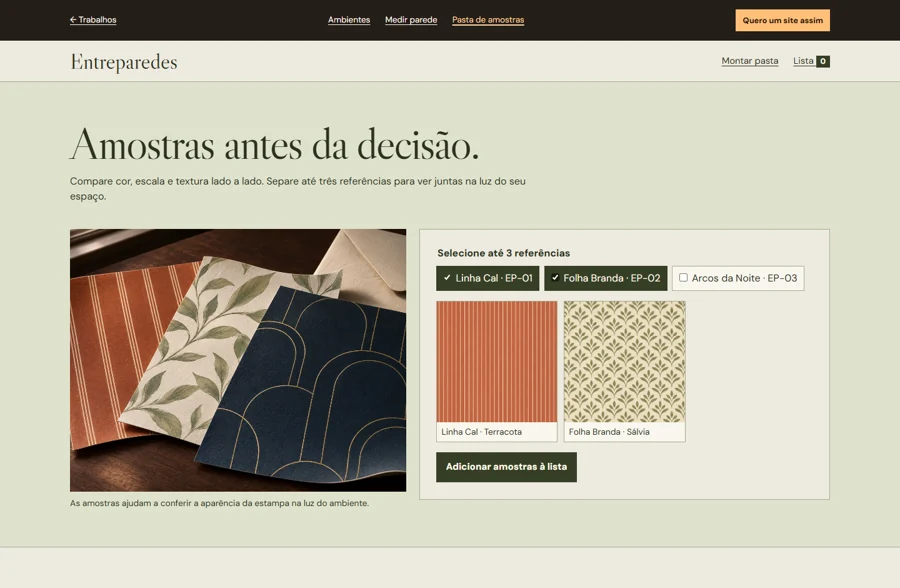 ← Trabalhos
Ambientes Medir parede Pasta de amostras
Quero um site assim
Entreparedes
Montar pasta Lista 0
Amostras antes da decisão.
Compare cor, escala e textura lado a lado. Separe até três referências para ver juntas na luz do seu
espaço.
As amostras ajudam a conferir a aparência da estampa na luz do ambiente.
Selecione até 3 referências
Linha Cal · EP-01 Folha Branda · EP-02 Arcos da Noite · EP-03
Linha Cal · Terracota Folha Branda · Sálvia
Adicionar amostras à lista